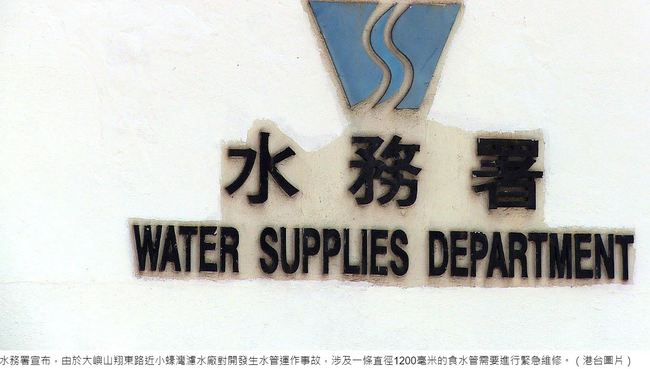 水務署
WATER SUPPLIES DEPARTMENT
水務署宣布，由於大嶼山翔東路近小蠔灣濾水廠對開發生水管運作事故，涉及一條直徑1200毫米的食水管需要進行緊急維修。（港台圖片）